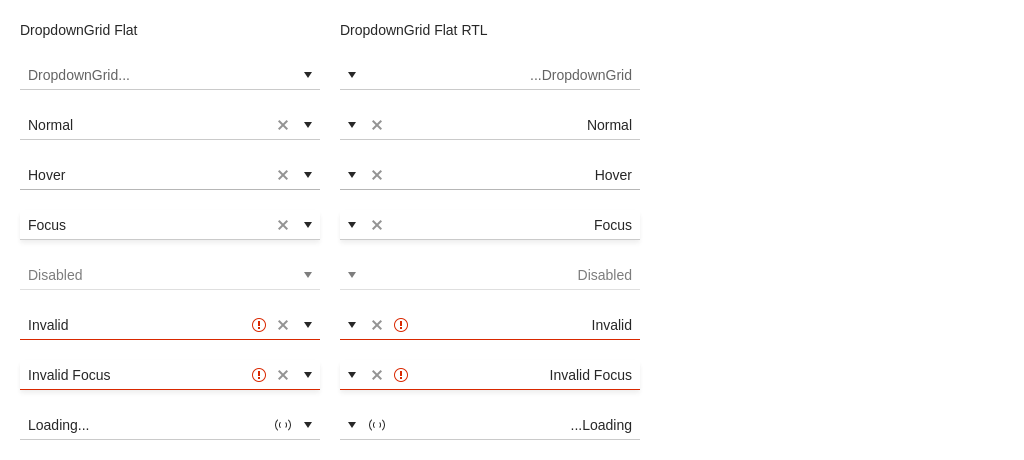 DropdownGrid Flat
DropdownGrid Flat RTL
DropdownGrid...
...DropdownGrid
Normal
Normal
Hover
Hover
Focus
Focus
Disabled
Disabled
Invalid
Invalid
Invalid Focus
Invalid Focus
Loading...
...Loading